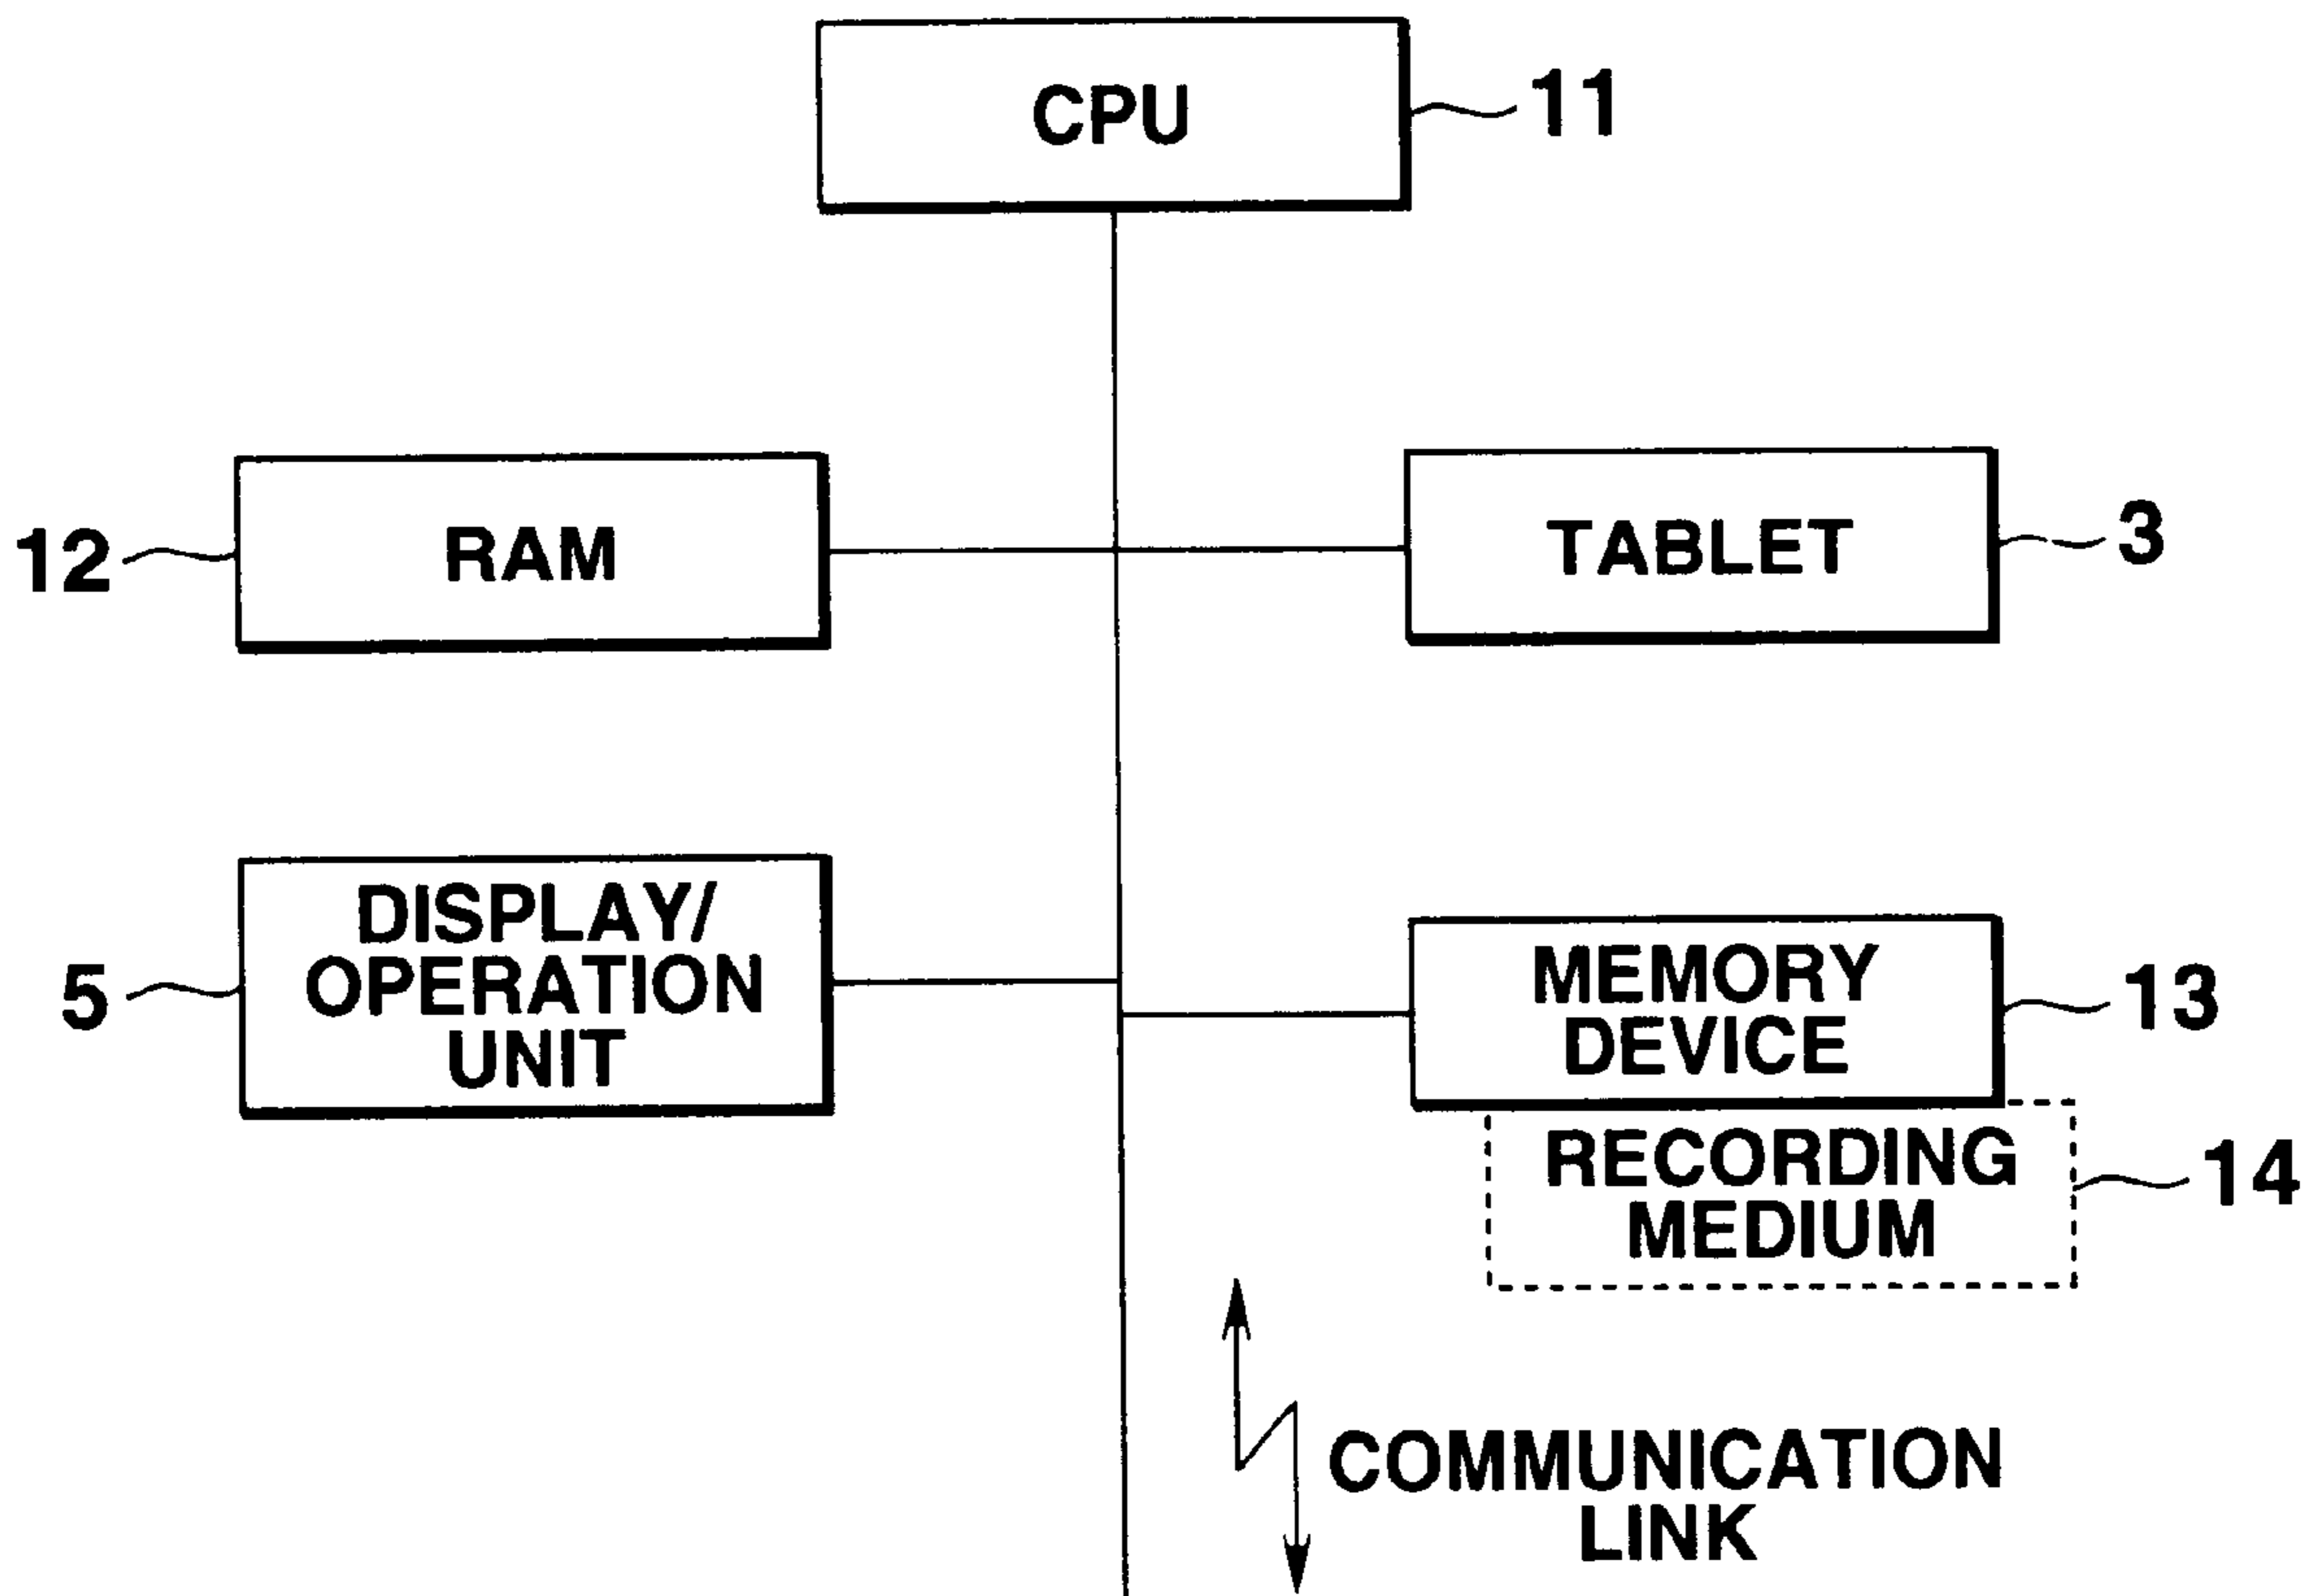 CPU
11
12
RAM
TABLET
3
5
DISPLAY/
OPERATION
UNIT
MEMORY
DEVICE
13
RECORDING
MEDIUM
14
COMMUNICATION
LINK